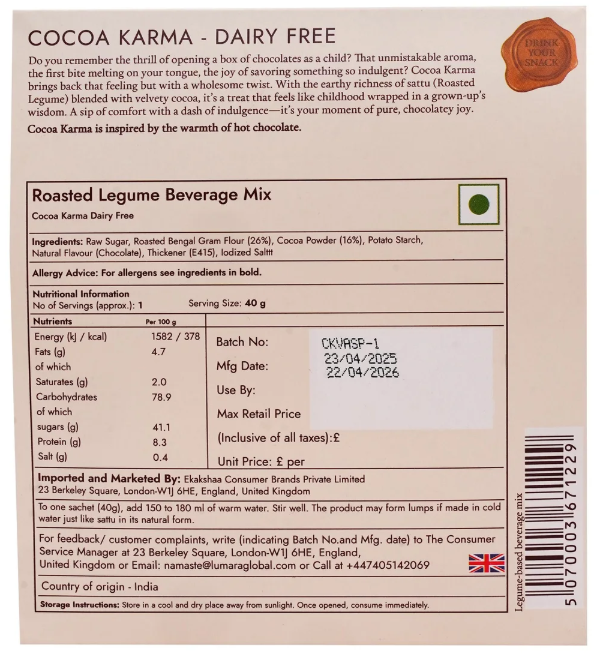 COCOA KARMA - DAIRY FREE
DRINK
YOUR
SNACK
Do you remember the thrill of opening a box of chocolates as a child? That unmistakable aroma,
the first bite melting on your tongue, the joy of savoring something so indulgent? Cocoa Karma
brings back that feeling but with a wholesome twist. With the earthy richness of sattu (Roasted
Legume) blended with velvety cocoa, it's a treat that feels like childhood wrapped in a grown-up's
wisdom. A sip of comfort with a dash of indulgence—it's your moment of pure, chocolatey joy.
Cocoa Karma is inspired by the warmth of hot chocolate.
Roasted Legume Beverage Mix
Cocoa Karma Dairy Free
Ingredients: Raw Sugar, Roasted Bengal Gram Flour (26%), Cocoa Powder (16%), Potato Starch,
Natural Flavour (Chocolate), Thickener (E415), Iodized Salttt
Allergy Advice: For allergens see ingredients in bold.
Nutritional Information
No of Servings (approx.): 1 Serving Size: 40 g
Nutrients Per 100 g
Energy (kj / kcal) 1582 / 378
Fats (g) 4.7
of which
Saturates (g) 2.0
Carbohydrates 78.9
of which
sugars (g) 41.1
Protein (g) 8.3
Salt (g) 0.4
Batch No: CKVASP-1
Mfg Date: 23/04/2025
Use By: 22/04/2026
Max Retail Price
(Inclusive of all taxes):£
Unit Price: £ per
Imported and Marketed By: Ekakshaa Consumer Brands Private Limited
23 Berkeley Square, London-W1J 6HE, England, United Kingdom
To one sachet (40g), add 150 to 180 ml of warm water. Stir well. The product may form lumps if made in cold
water just like sattu in its natural form.
For feedback/ customer complaints, write (indicating Batch No.and Mfg. date) to The Consumer
Service Manager at 23 Berkeley Square, London-W1J 6HE, England,
United Kingdom or Email: namaste@lumaraglobal.com or Call at +447405142069
Country of origin - India
Storage Instructions: Store in a cool and dry place away from sunlight. Once opened, consume immediately.
Legume-based beverage mix
5 070003 671229